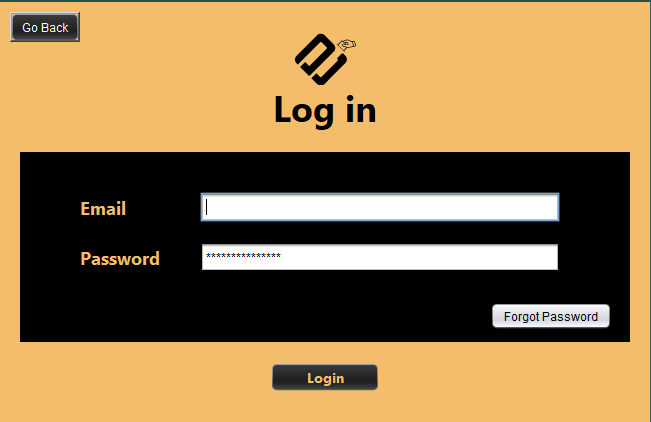 Go Back
Log in
Email
Password
***************
Forgot Password
Login